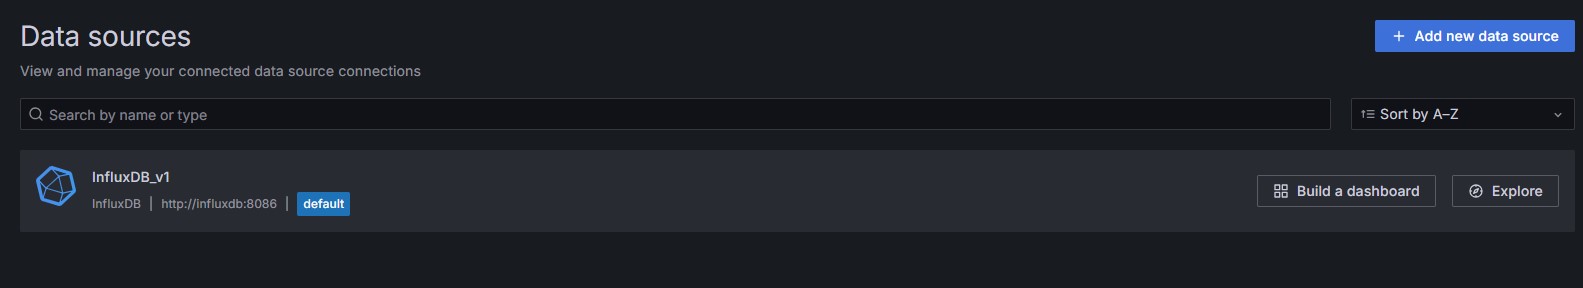 Data sources
Add new data source
View and manage your connected data source connections
Search by name or type
Sort by A–Z
InfluxDB_v1
InfluxDB | http://influxdb:8086 | default
Build a dashboard
Explore